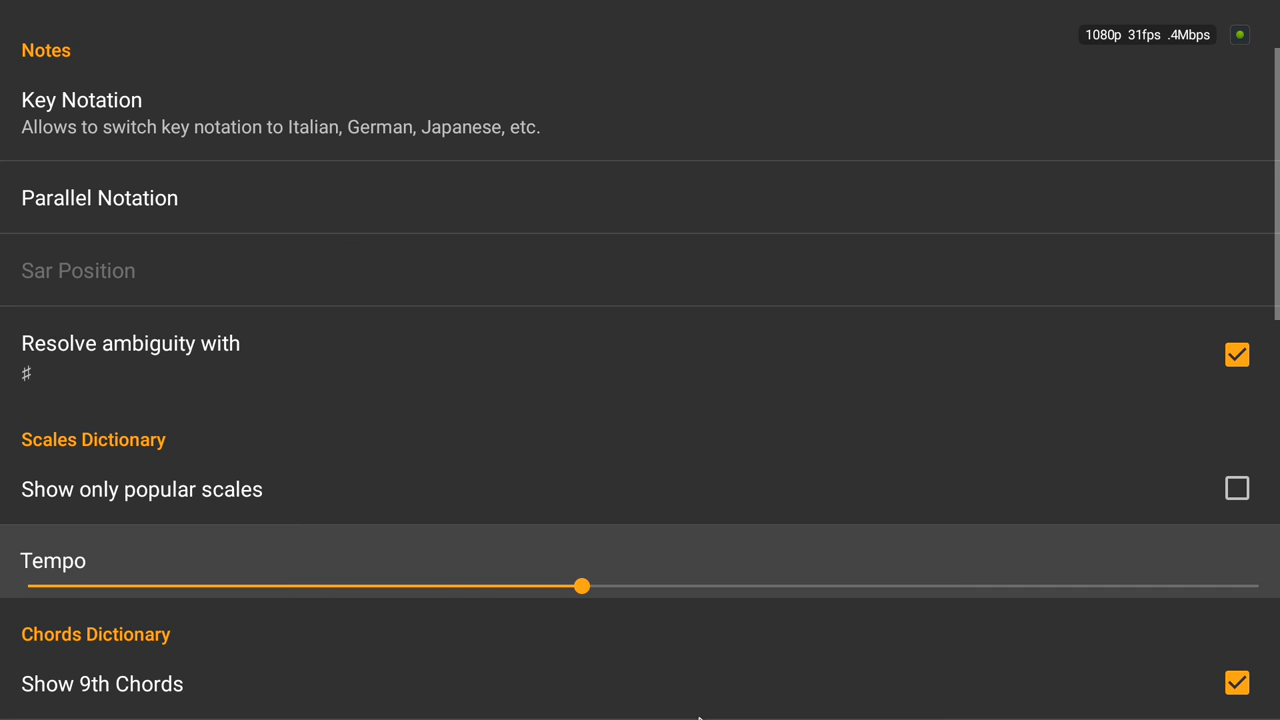 1080p 31fps .4Mbps
Notes
Key Notation
Allows to switch key notation to Italian, German, Japanese, etc.
Parallel Notation
Sar Position
Resolve ambiguity with
♯
Scales Dictionary
Show only popular scales
Tempo
Chords Dictionary
Show 9th Chords